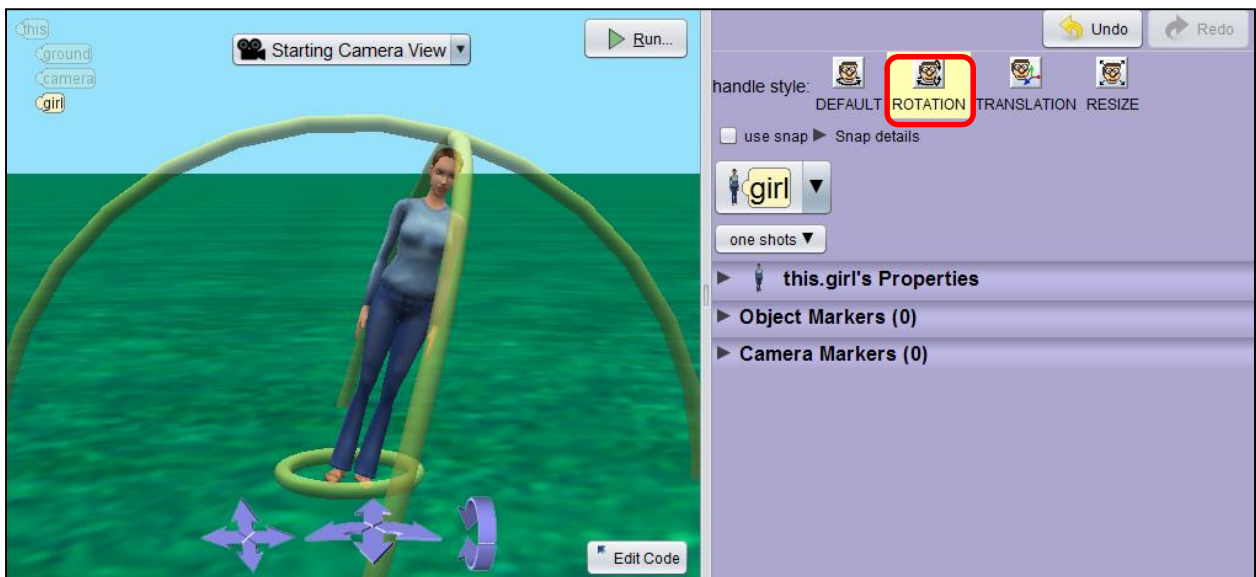 this
ground
camera
girl
Starting Camera View
Run...
Edit Code
Undo
Redo
handle style:
DEFAULT ROTATION TRANSLATION RESIZE
use snap Snap details
girl
one shots
this.girl's Properties
Object Markers (0)
Camera Markers (0)